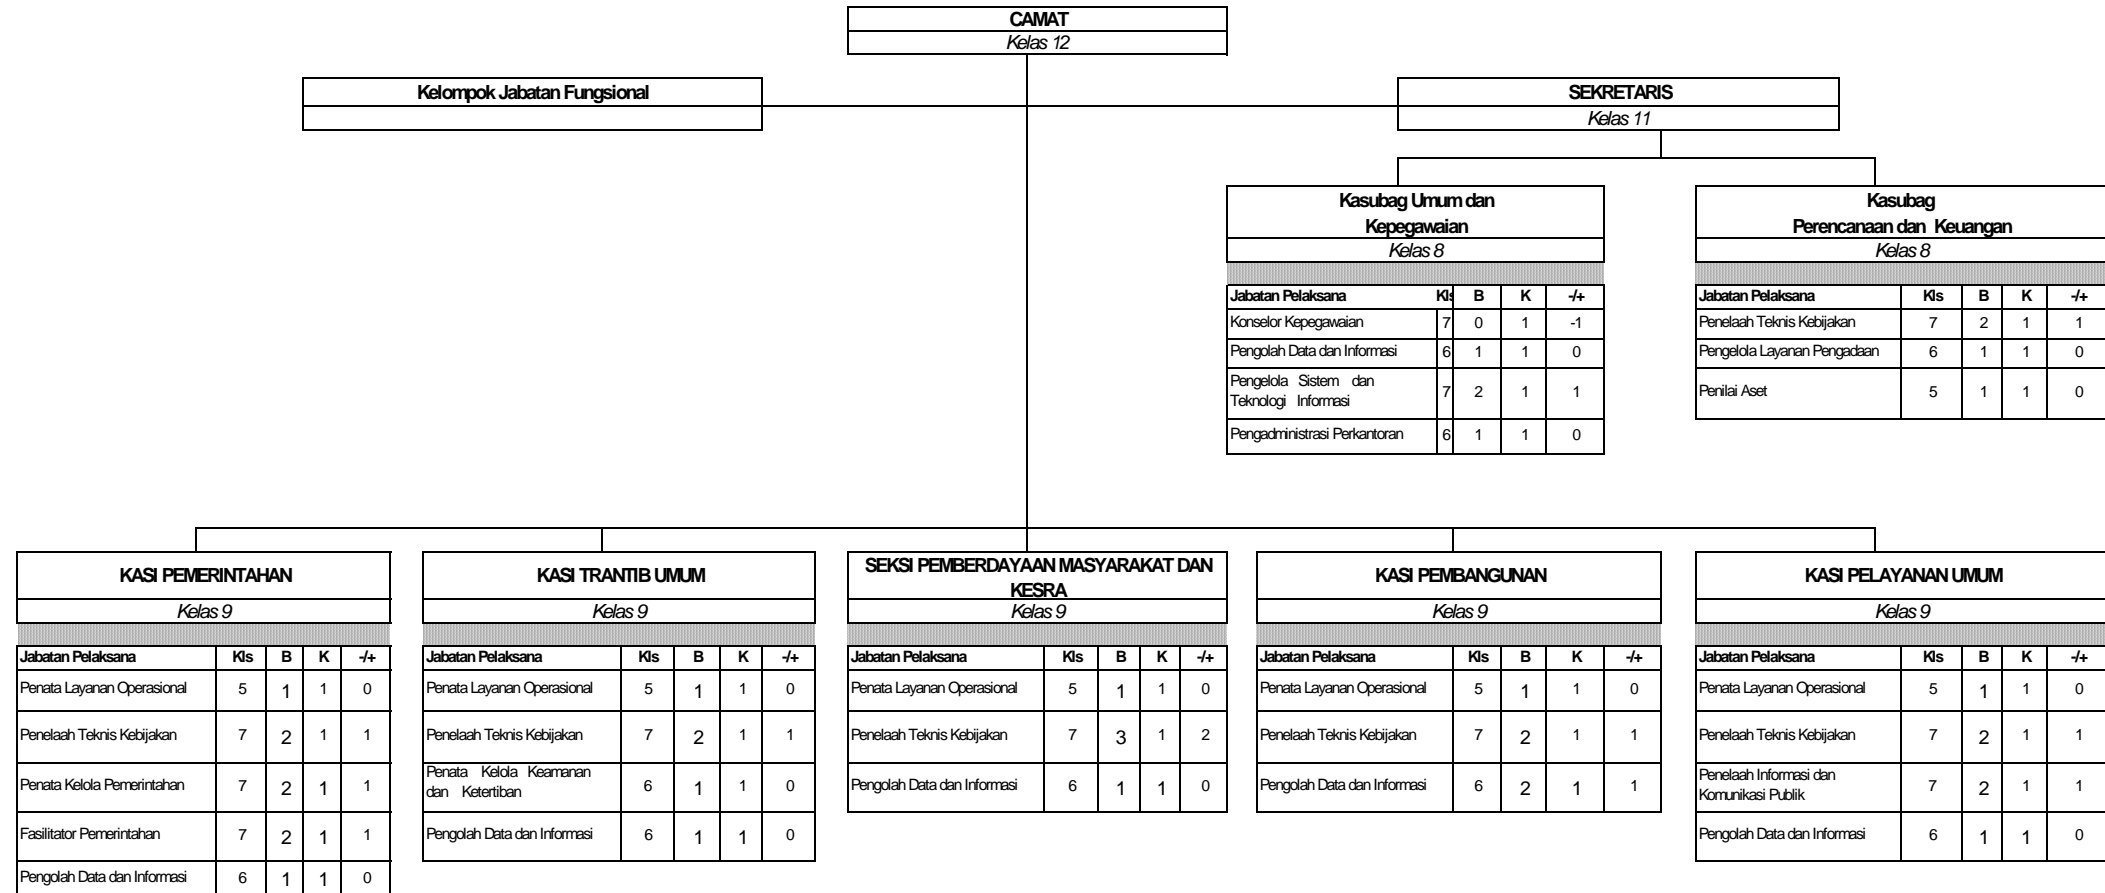 CAMAT
Kelas 12
Kelompok Jabatan Fungsional
SEKRETARIS
Kelas 11
Kasubag Umum dan
Kepegawaian
Kelas 8
Jabatan Pelaksana Kls B K -/+
Konselor Kepegawaian 7 0 1 -1
Pengolah Data dan Informasi 6 1 1 0
Pengelola Sistem dan
Teknologi Informasi 7 2 1 1
Pengadministrasi Perkantoran 6 1 1 0
Kasubag
Perencanaan dan Keuangan
Kelas 8
Jabatan Pelaksana Kls B K -/+
Penelaah Teknis Kebijakan 7 2 1 1
Pengelola Layanan Pengadaan 6 1 1 0
Penilai Aset 5 1 1 0
KASI PEMERINTAHAN
Kelas 9
Jabatan Pelaksana Kls B K -/+
Penata Layanan Operasional 5 1 1 0
Penelaah Teknis Kebijakan 7 2 1 1
Penata Kelola Pemerintahan 7 2 1 1
Fasilitator Pemerintahan 7 2 1 1
Pengolah Data dan Informasi 6 1 1 0
KASI TRANTIB UMUM
Kelas 9
Jabatan Pelaksana Kls B K -/+
Penata Layanan Operasional 5 1 1 0
Penelaah Teknis Kebijakan 7 2 1 1
Penata Kelola Keamanan
dan Ketertiban 6 1 1 0
Pengolah Data dan Informasi 6 1 1 0
SEKSI PEMBERDAYAAN MASYARAKAT DAN
KESRA
Kelas 9
Jabatan Pelaksana Kls B K -/+
Penata Layanan Operasional 5 1 1 0
Penelaah Teknis Kebijakan 7 3 1 2
Pengolah Data dan Informasi 6 1 1 0
KASI PEMBANGUNAN
Kelas 9
Jabatan Pelaksana Kls B K -/+
Penata Layanan Operasional 5 1 1 0
Penelaah Teknis Kebijakan 7 2 1 1
Pengolah Data dan Informasi 6 2 1 1
KASI PELAYANAN UMUM
Kelas 9
Jabatan Pelaksana Kls B K -/+
Penata Layanan Operasional 5 1 1 0
Penelaah Teknis Kebijakan 7 2 1 1
Penelaah Informasi dan
Komunikasi Publik 7 2 1 1
Pengolah Data dan Informasi 6 1 1 0